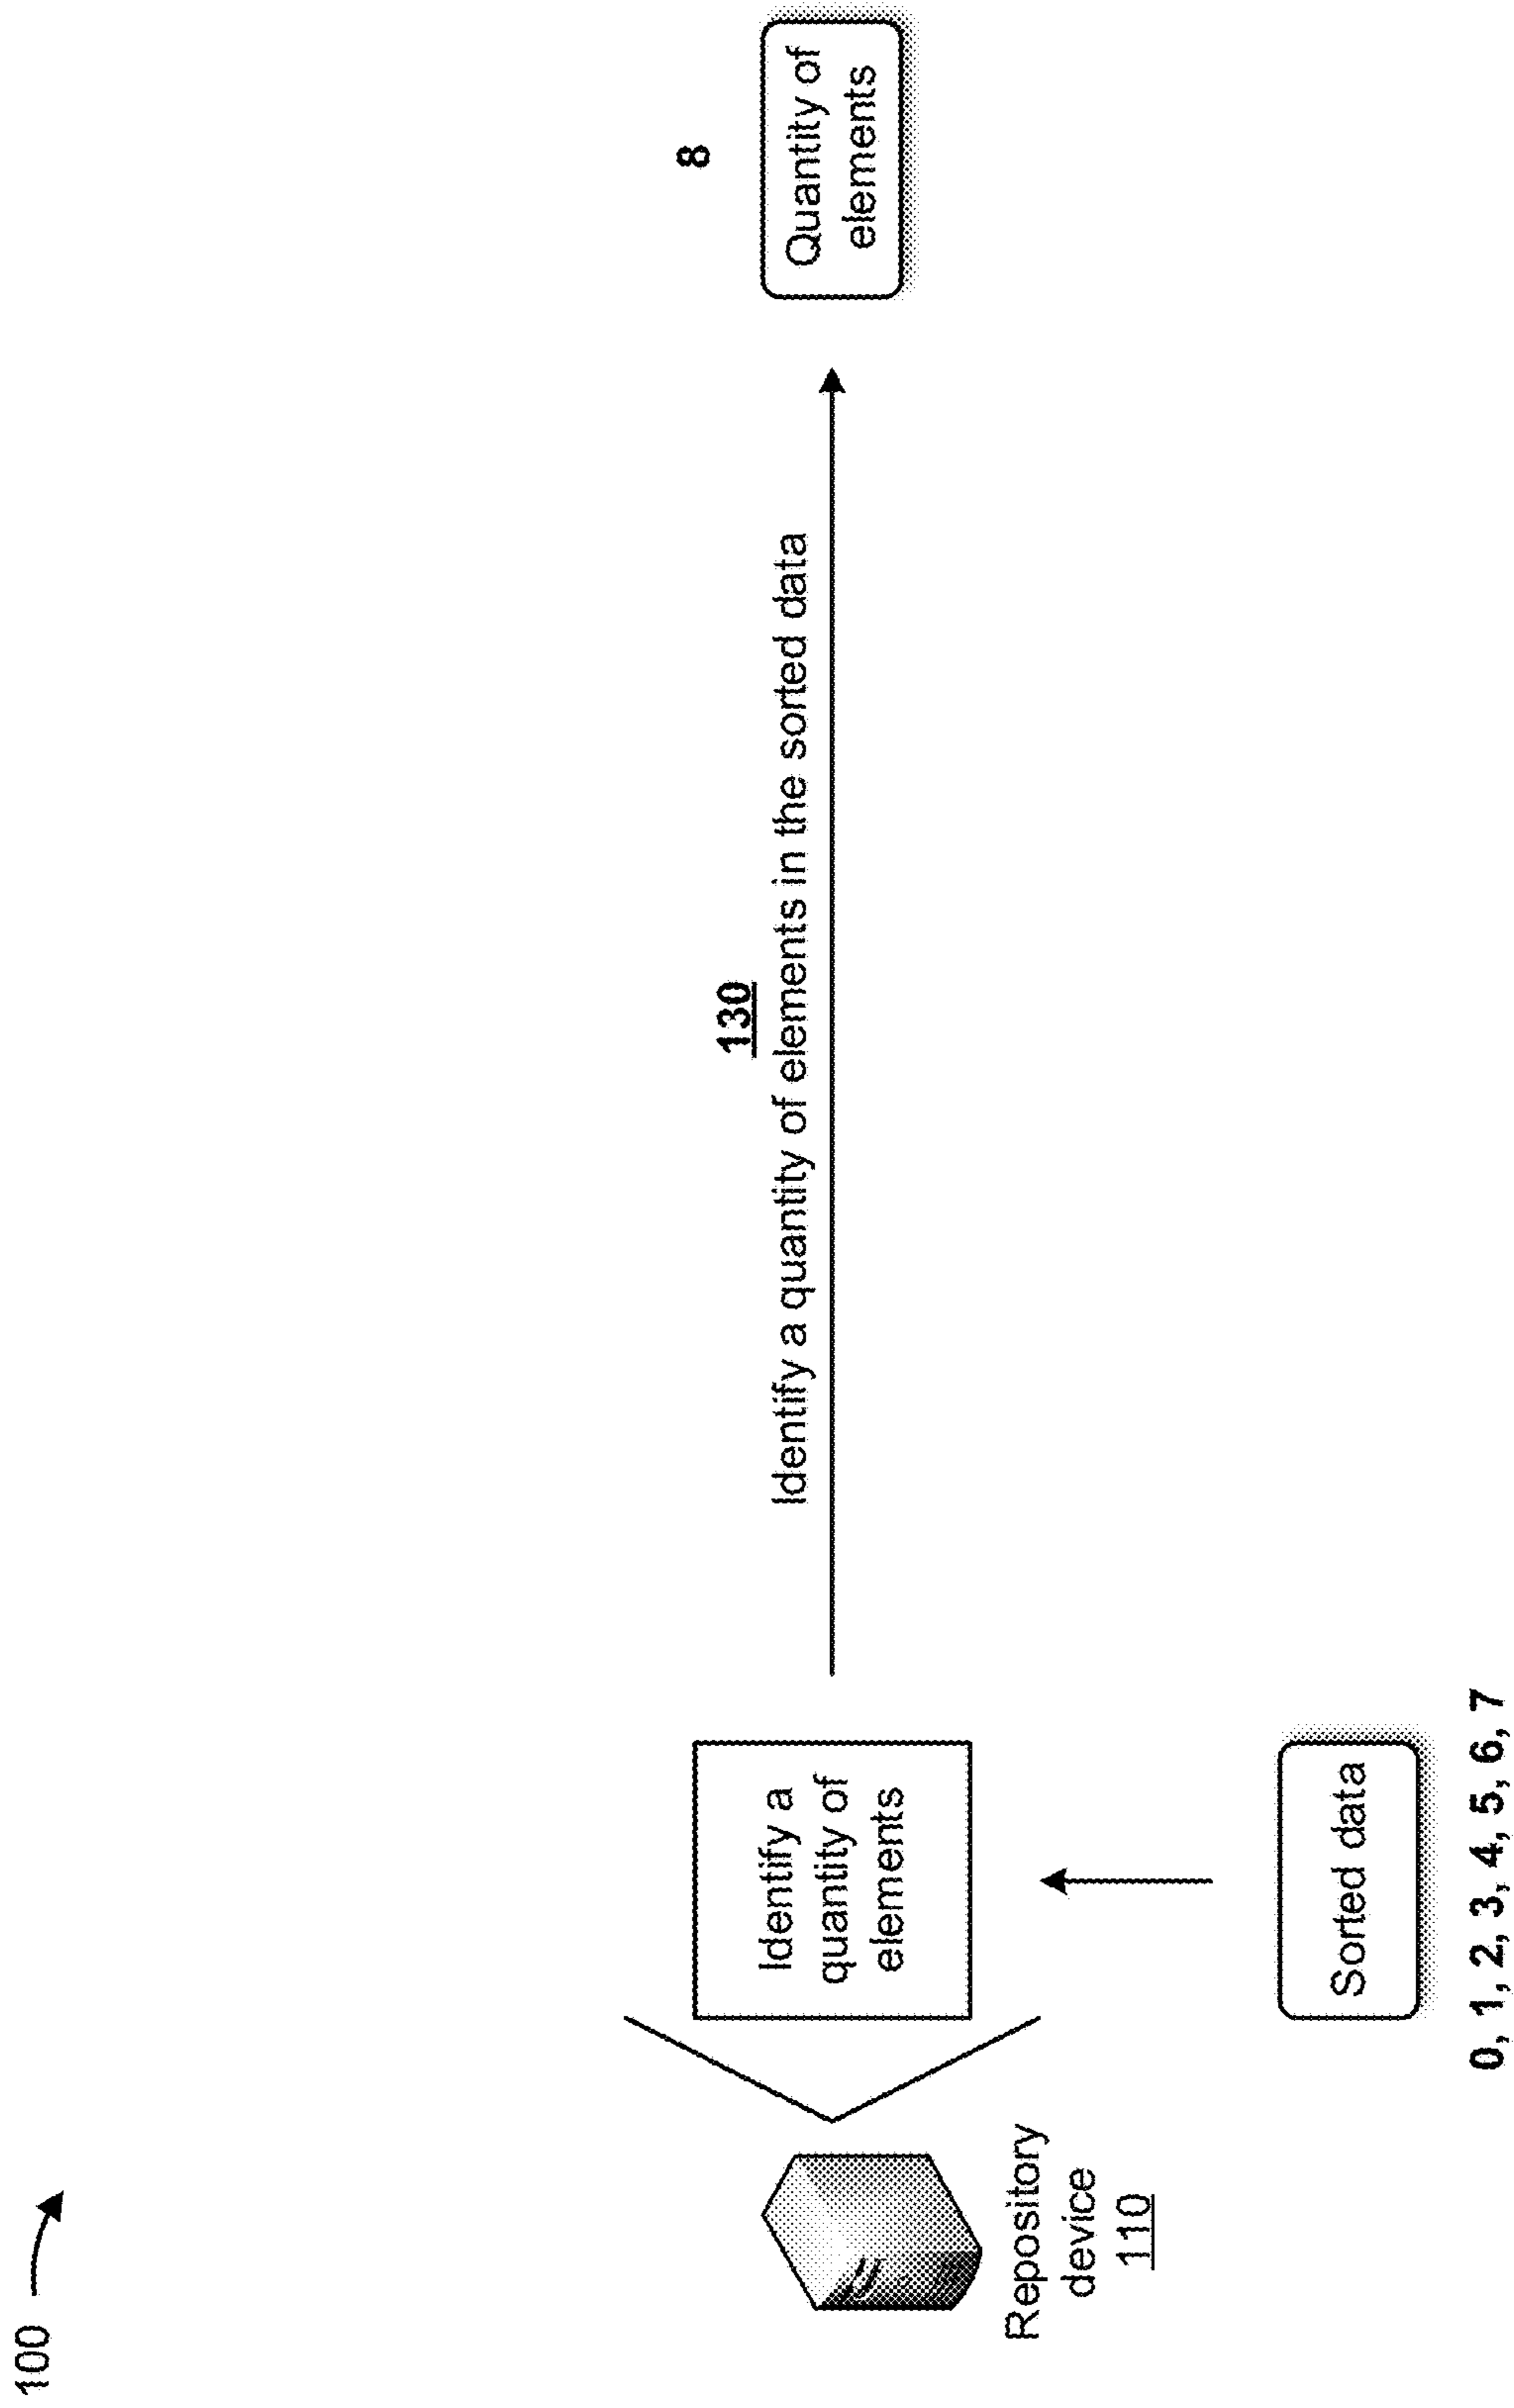 100
130
Identify a quantity of elements in the sorted data
8
Repository
device
110
Identify a
quantity of
elements
Quantity of
elements
Sorted data
0, 1, 2, 3, 4, 5, 6, 7